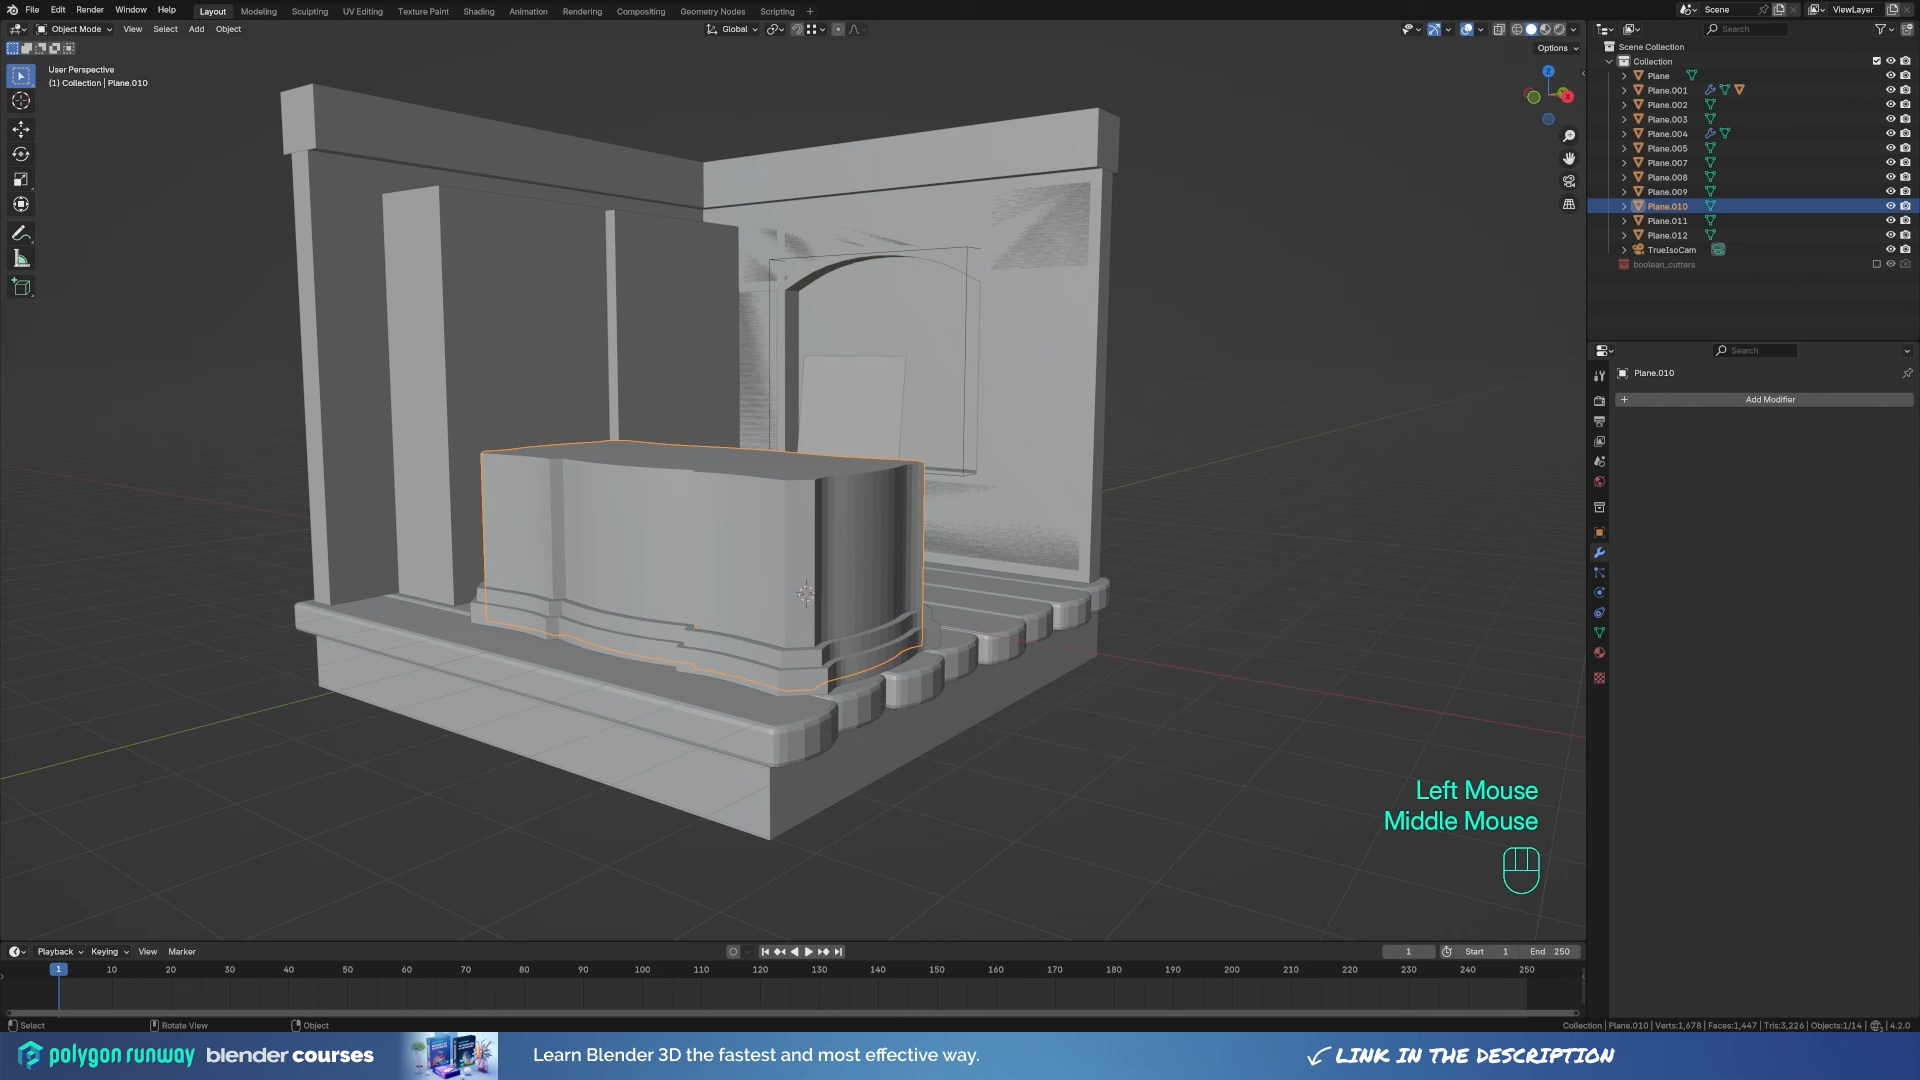 File Edit Render Window Help Layout Modeling Sculpting UV Editing Texture Paint Shading Animation Rendering Compositing Geometry Nodes Scripting + Scene ViewLayer
Object Mode View Select Add Object Global Search
Options
User Perspective
(1) Collection | Plane.010
Scene Collection
Collection
Plane
Plane.001
Plane.002
Plane.003
Plane.004
Plane.005
Plane.007
Plane.008
Plane.009
Plane.010
Plane.011
Plane.012
TrueIsoCam
boolean_cutters
Z
X
Search
Plane.010
+ Add Modifier
Left Mouse
Middle Mouse
Playback Keying View Marker 1 Start 1 End 250
1 10 20 30 40 50 60 70 80 90 100 110 120 130 140 150 160 170 180 190 200 210 220 230 240 250
Select Rotate View Object Collection | Plane.010 | Verts:1,678 | Faces:1,447 | Tris:3,226 | Objects:1/14 | 4.2.0
polygon runway blender courses Learn Blender 3D the fastest and most effective way. LINK IN THE DESCRIPTION